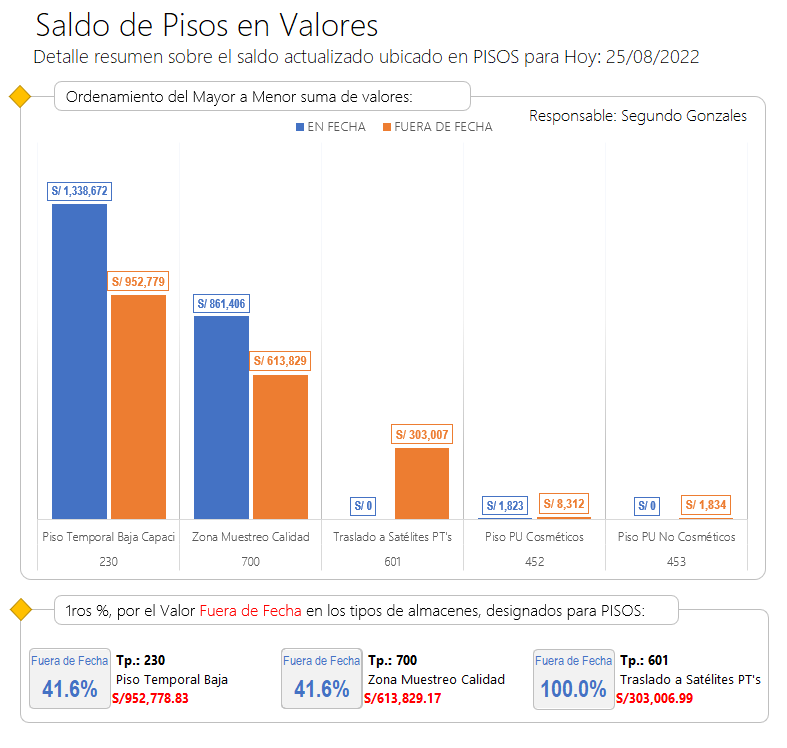 Saldo de Pisos en Valores
Detalle resumen sobre el saldo actualizado ubicado en PISOS para Hoy: 25/08/2022
Ordenamiento del Mayor a Menor suma de valores:
Responsable: Segundo Gonzales
EN FECHA FUERA DE FECHA
S/ 1,338,672
S/ 952,779
S/ 861,406
S/ 613,829
S/ 0
S/ 303,007
S/ 1,823
S/ 8,312
S/ 0
S/ 1,834
Piso Temporal Baja Capaci Zona Muestreo Calidad Traslado a Satélites PT's Piso PU Cosméticos Piso PU No Cosméticos
230 700 601 452 453
1ros %, por el Valor Fuera de Fecha en los tipos de almacenes, designados para PISOS:
Fuera de Fecha
41.6%
Tp.: 230
Piso Temporal Baja
S/952,778.83
Fuera de Fecha
41.6%
Tp.: 700
Zona Muestreo Calidad
S/613,829.17
Fuera de Fecha
100.0%
Tp.: 601
Traslado a Satélites PT's
S/303,006.99